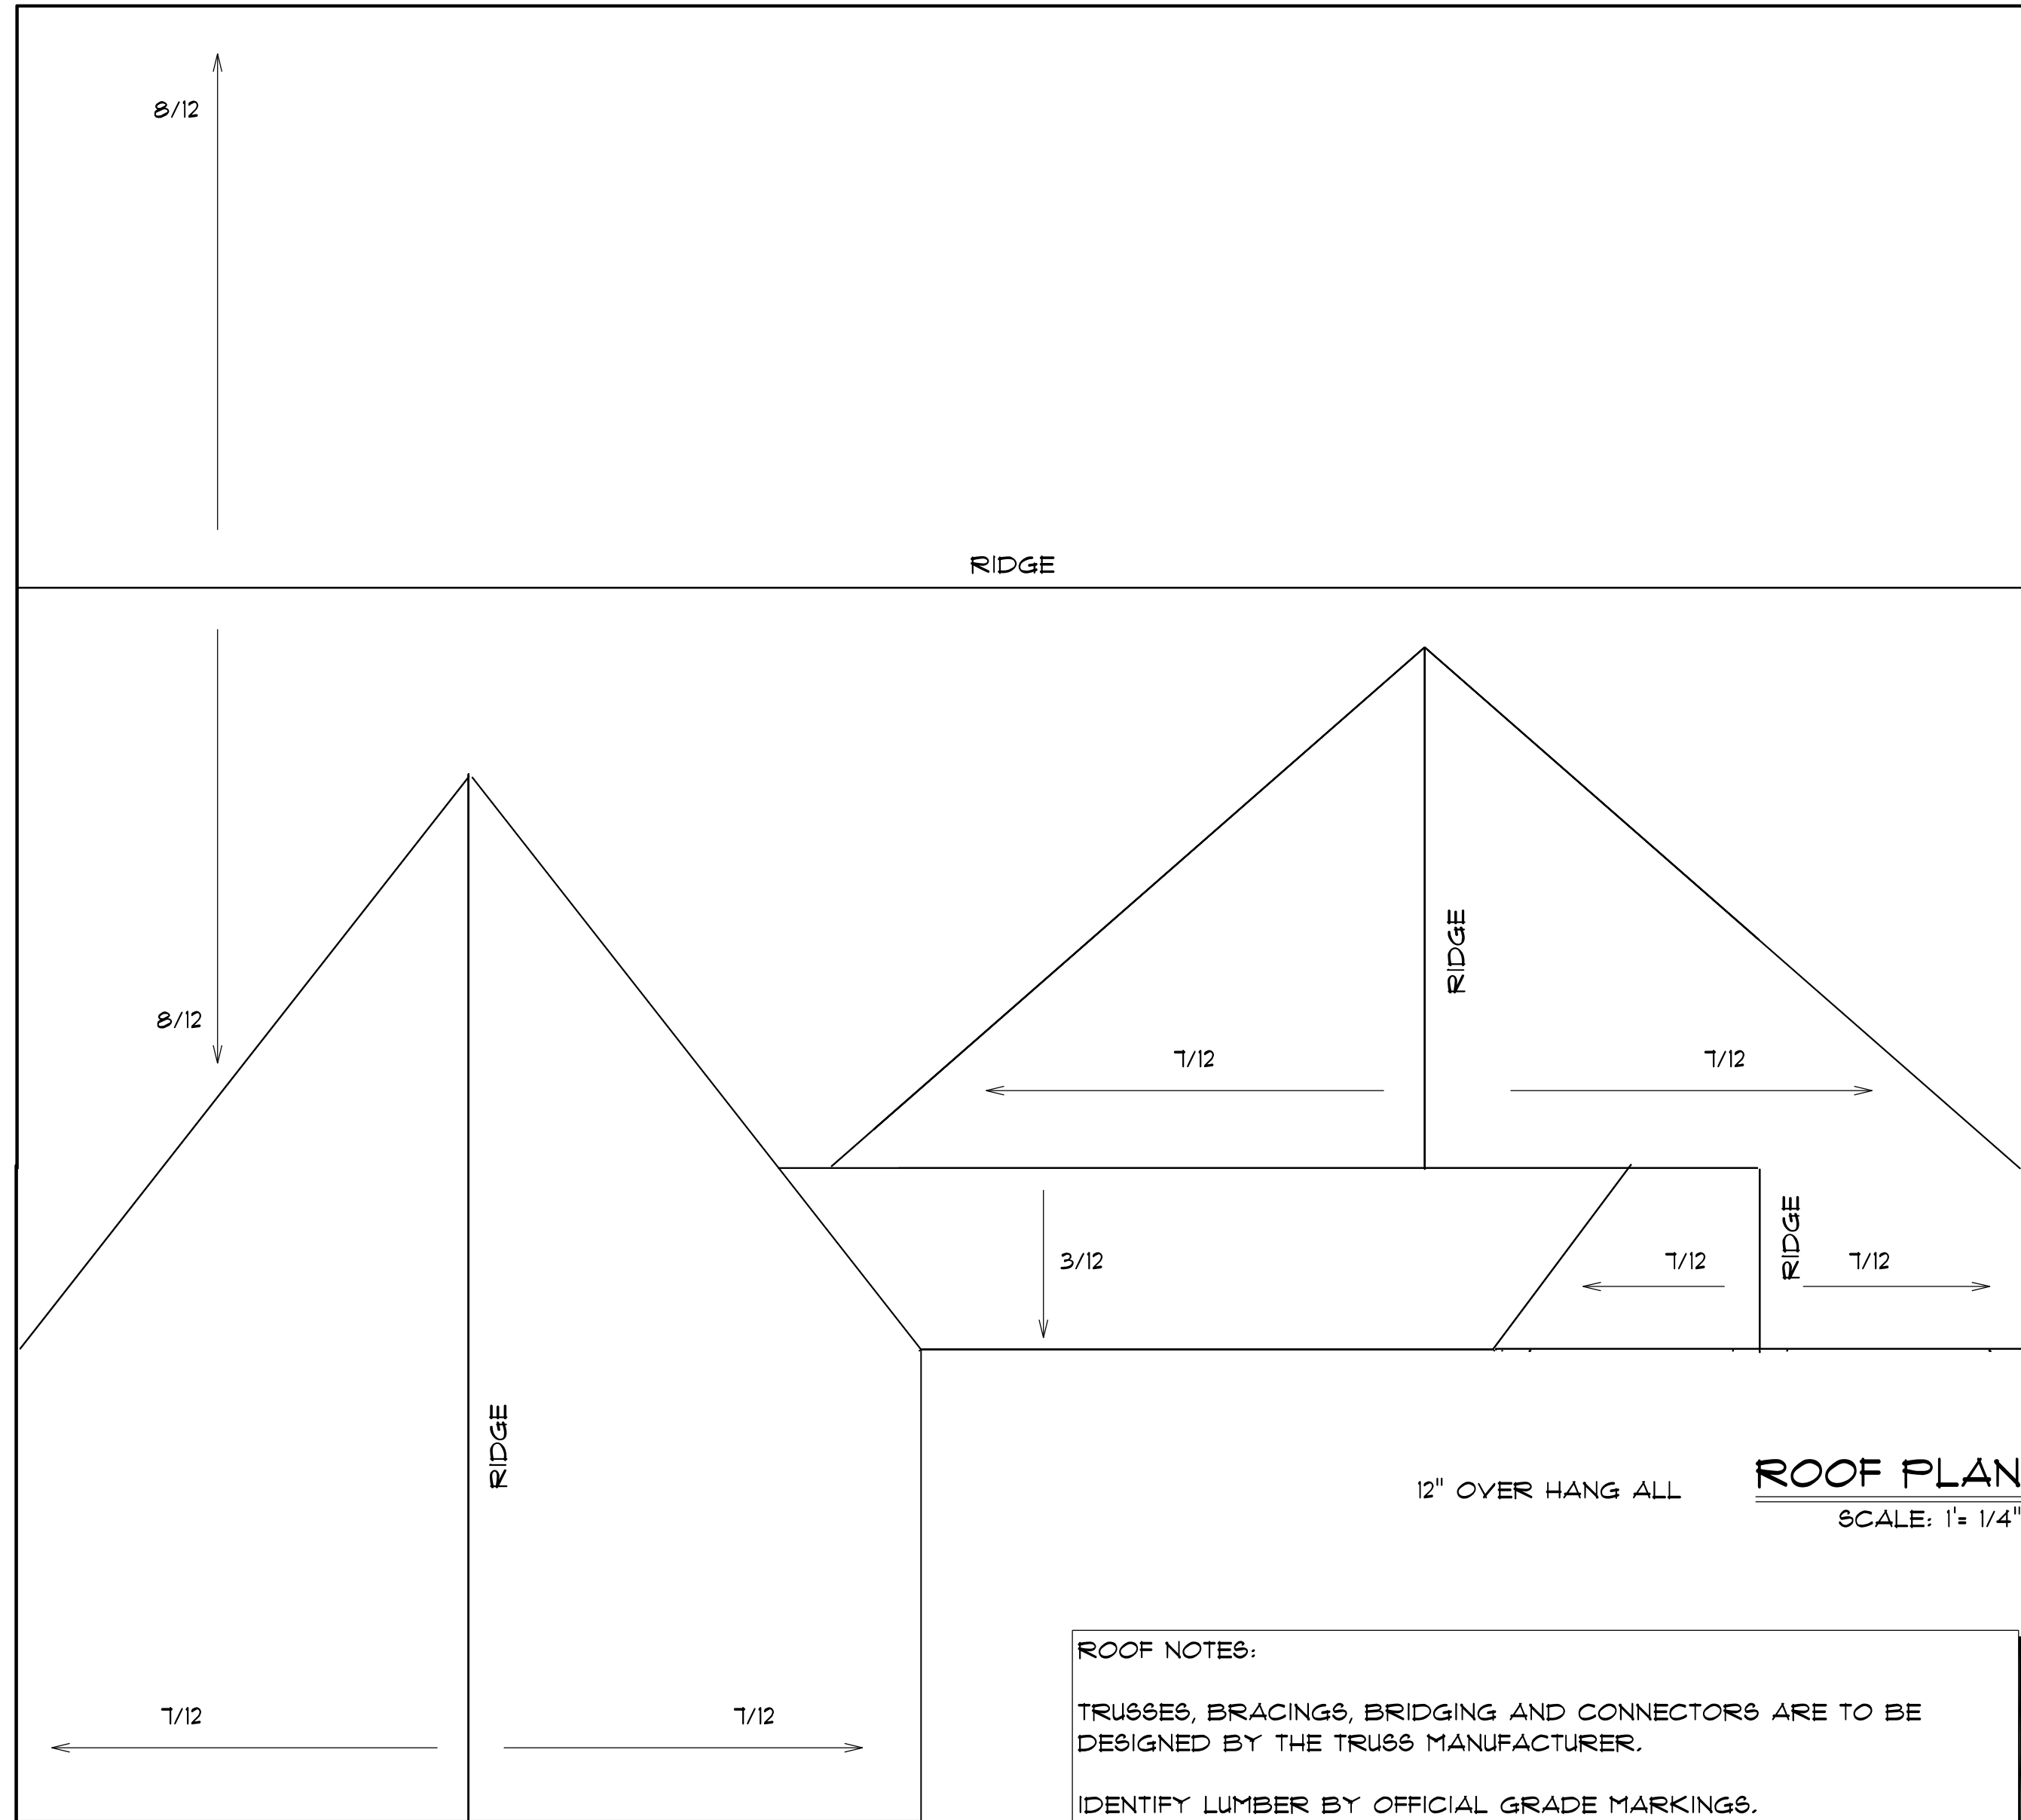 8/12
RIDGE
8/12
RIDGE
7/12
7/12
3/12
RIDGE
7/12
7/12
RIDGE
12" OVER HANG ALL
ROOF PLAN
SCALE: 1'= 1/4"
ROOF NOTES:
TRUSSES, BRACINGS, BRIDGING AND CONNECTORS ARE TO BE
DESIGNED BY THE TRUSS MANUFACTURER.
IDENTIFY LUMBER BY OFFICIAL GRADE MARKINGS.
7/12
7/12